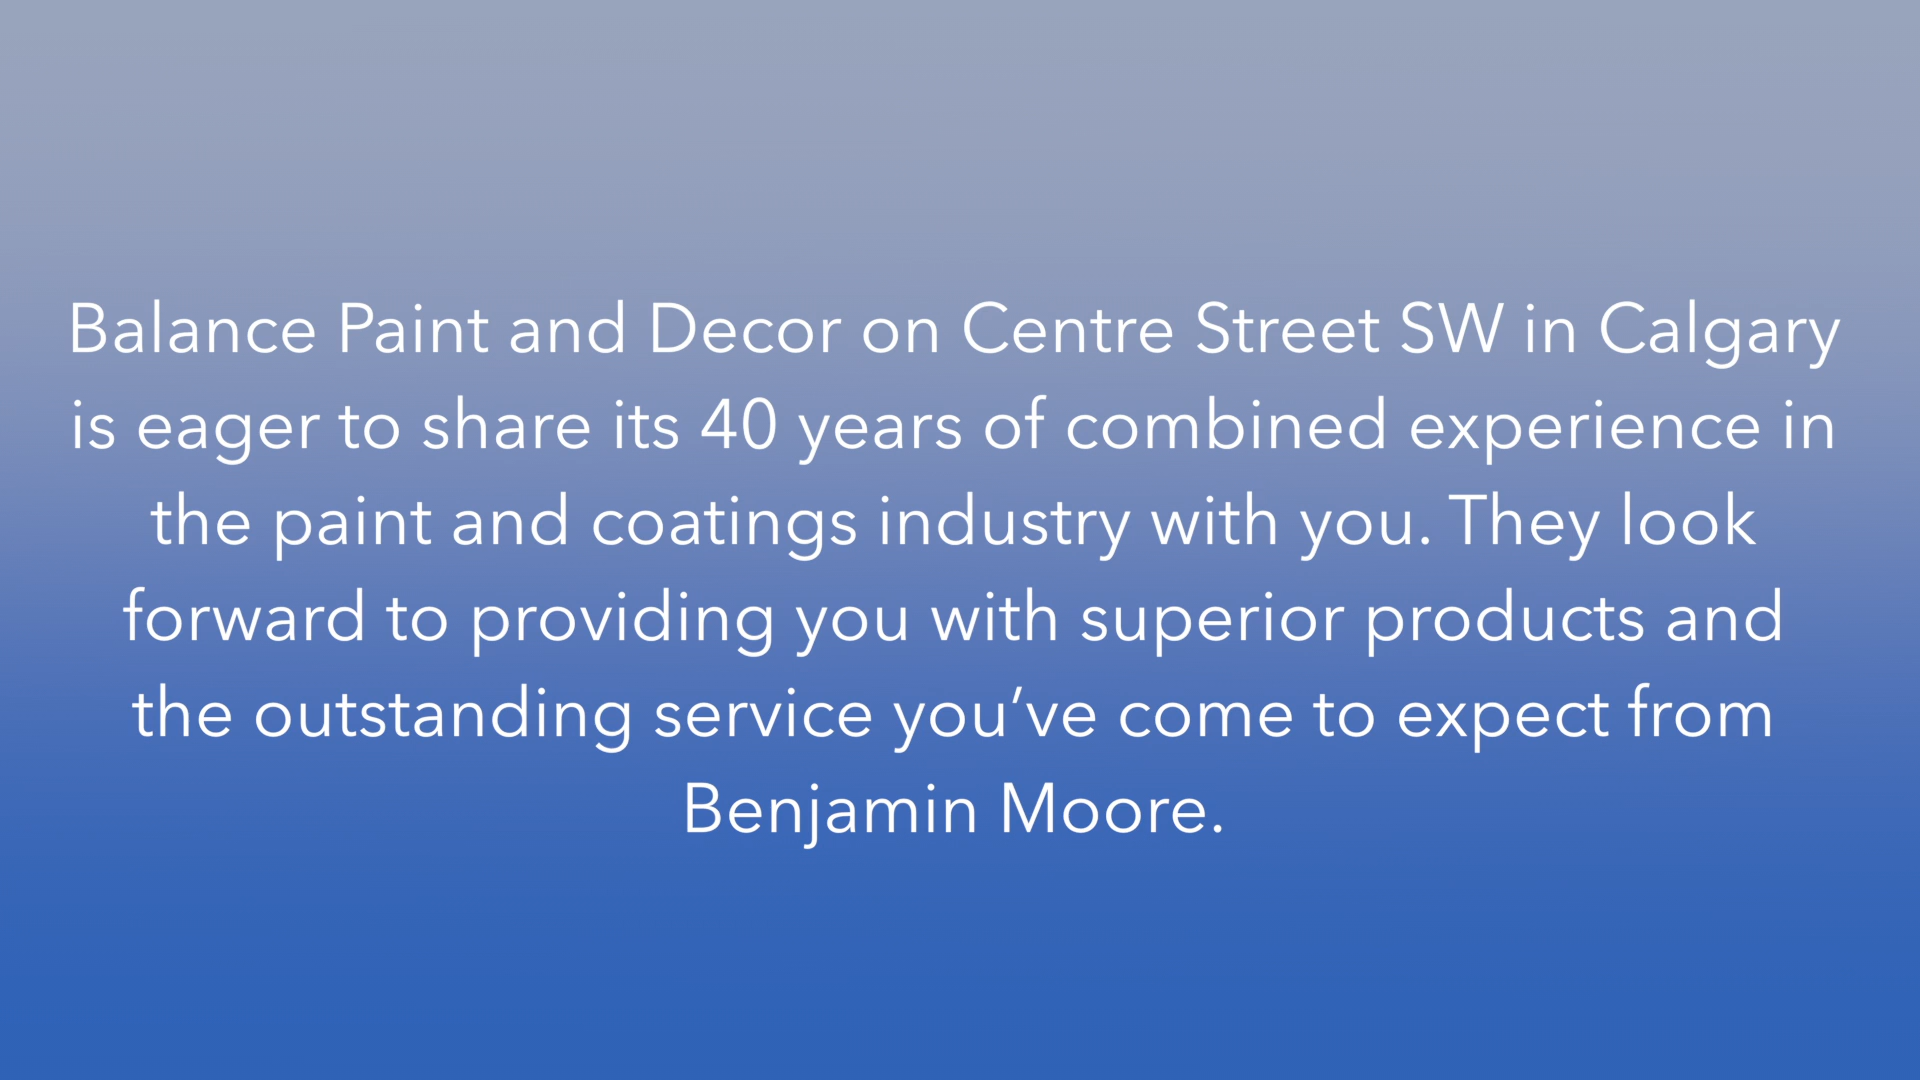 Balance Paint and Decor on Centre Street SW in Calgary
is eager to share its 40 years of combined experience in
the paint and coatings industry with you. They look
forward to providing you with superior products and
the outstanding service you’ve come to expect from
Benjamin Moore.